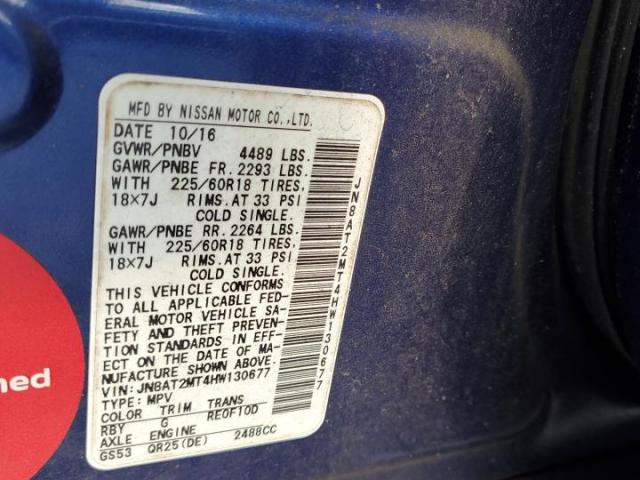 MFD BY NISSAN MOTOR CO.,LTD.
DATE 10/16
GVWR/PNBV 4489 LBS.
GAWR/PNBE FR. 2293 LBS.
WITH 225/60R18 TIRES,
18×7J RIMS. AT 33 PSI
COLD SINGLE.
GAWR/PNBE RR. 2264 LBS.
WITH 225/60R18 TIRES,
18×7J RIMS. AT 33 PSI
COLD SINGLE.
THIS VEHICLE CONFORMS
TO ALL APPLICABLE FED-
ERAL MOTOR VEHICLE SA-
FETY AND THEFT PREVEN-
TION STANDARDS IN EFF-
ECT ON THE DATE OF MA-
NUFACTURE SHOWN ABOVE.
VIN: JN8AT2MT4HW130677
TYPE: MPV
COLOR TRIM TRANS
RBY G RE0F10D
AXLE ENGINE
GS53 QR25(DE) 2488CC
JN8AT2MT4HW130677
ned